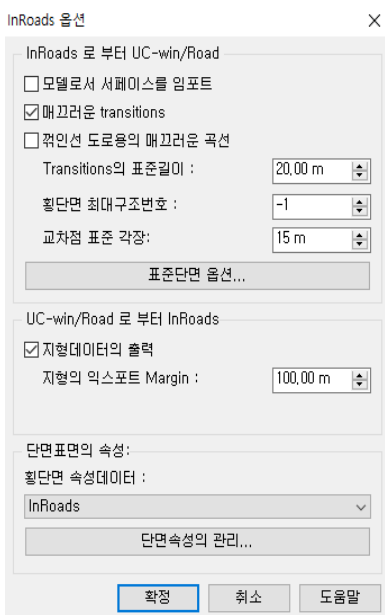 InRoads 옵션
InRoads 로 부터 UC-win/Road
모델로서 서페이스를 임포트
매끄러운 transitions
꺾인선 도로용의 매끄러운 곡선
Transitions의 표준길이 : 20,00 m
횡단면 최대구조번호 : -1
교차점 표준 각장: 15 m
표준단면 옵션...
UC-win/Road 로 부터 InRoads
지형데이터의 출력
지형의 익스포트 Margin : 100,00 m
단면표면의 속성:
횡단면 속성데이터 :
InRoads
단면속성의 관리...
확정 취소 도움말